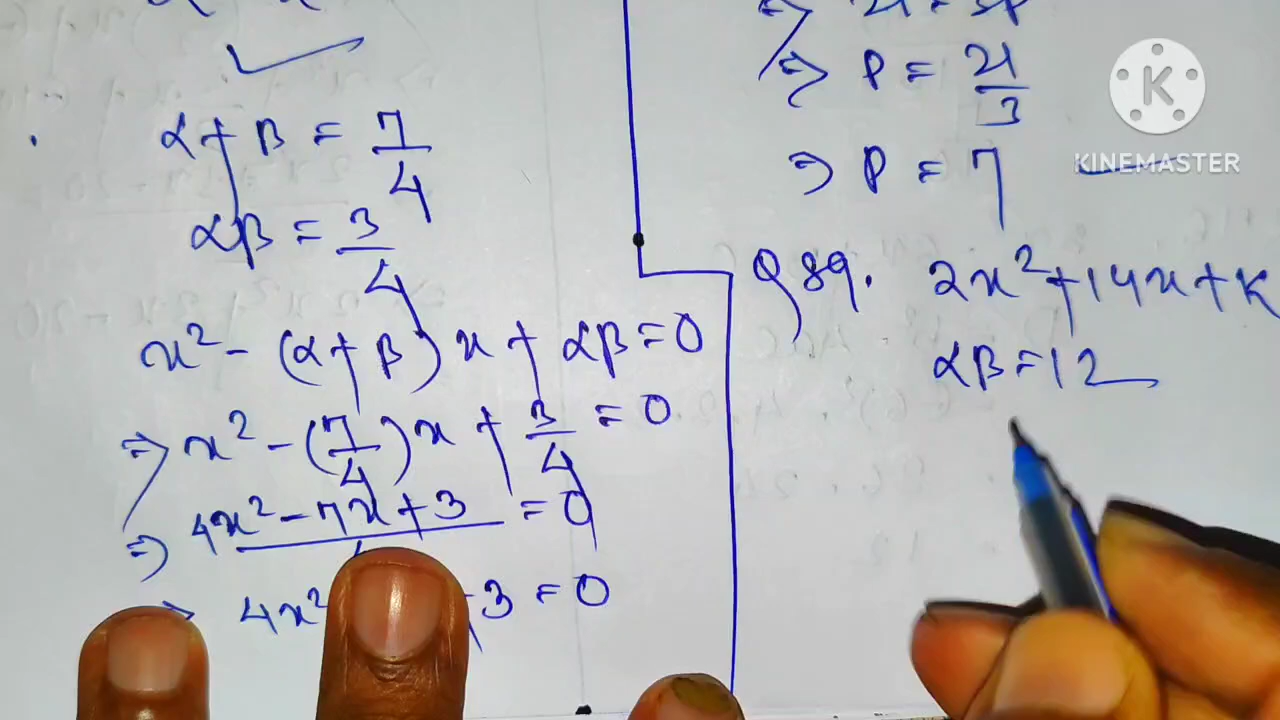 α + β = 7/4
αβ = 3/4
x² - (α + β)x + αβ = 0
⇒ x² - (7/4)x + 3/4 = 0
⇒ 4x² - 7x + 3 = 0
4x² 3 = 0
⇒ P = 21/3
⇒ P = 7
Q 89. 2x² + 14x + K
αβ = 12
K
KINEMASTER